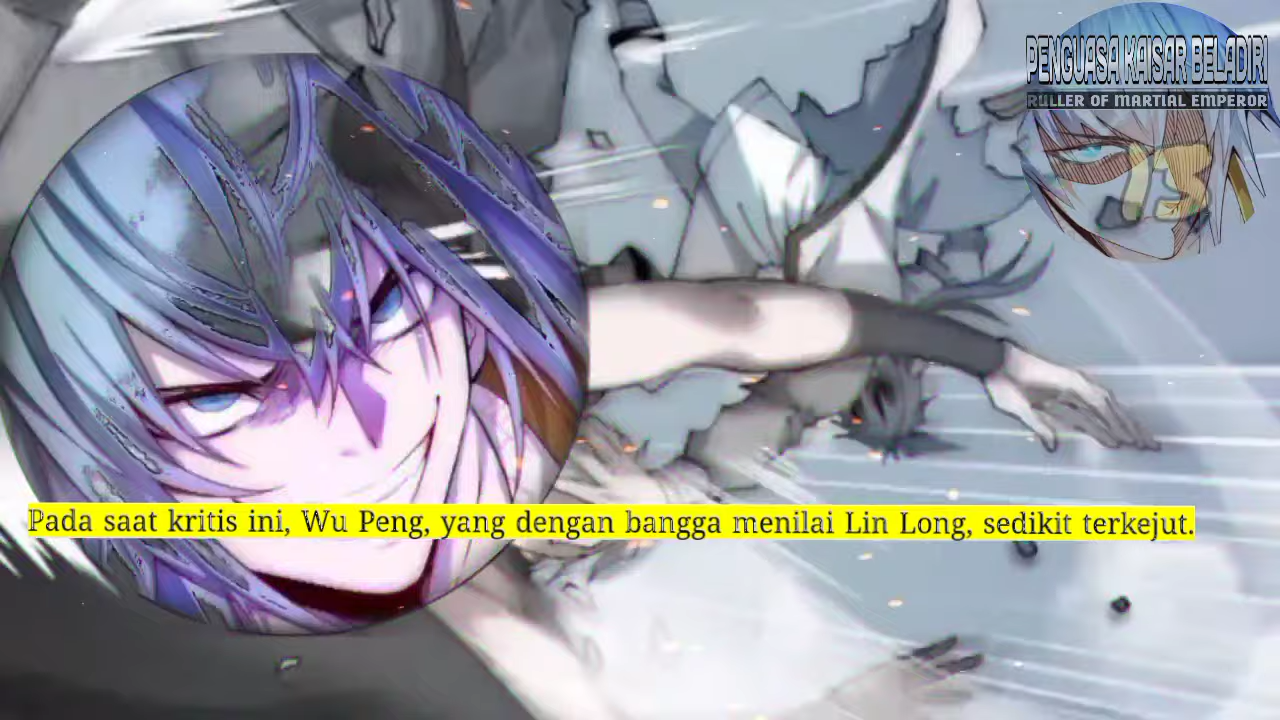 PENGUASA KAISAR BELADIRI
RULLER OF MARTIAL EMPEROR
13
Pada saat kritis ini, Wu Peng, yang dengan bangga menilai Lin Long, sedikit terkejut.